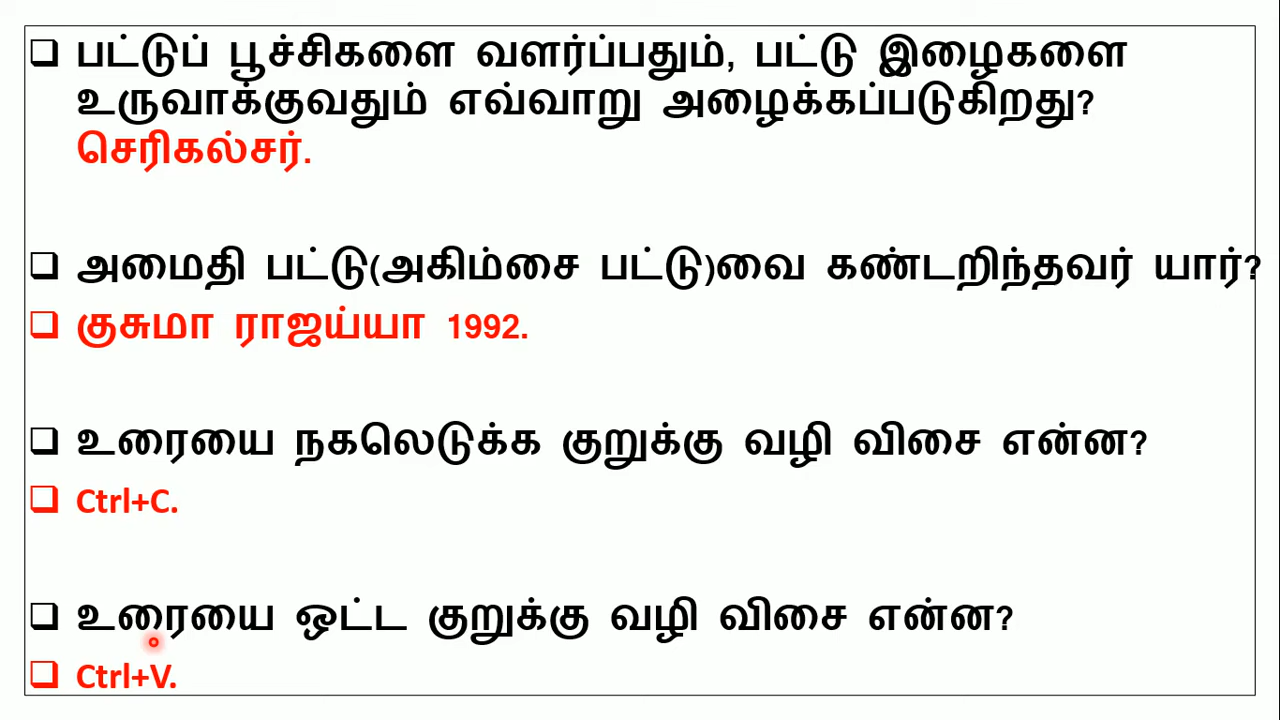 பட்டுப் பூச்சிகளை வளர்ப்பதும், பட்டு இழைகளை
உருவாக்குவதும் எவ்வாறு அழைக்கப்படுகிறது?
செரிகல்சர்.
அமைதி பட்டு(அகிம்சை பட்டு)வை கண்டறிந்தவர் யார்?
குசுமா ராஜய்யா 1992.
உரையை நகலெடுக்க குறுக்கு வழி விசை என்ன?
Ctrl+C.
உரையை ஒட்ட குறுக்கு வழி விசை என்ன?
Ctrl+V.